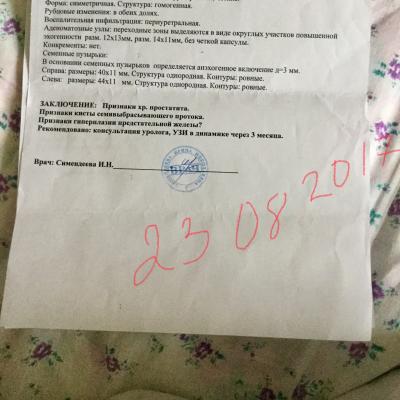 Форма: симметричная. Структура: гомогенная.
Рубцовые изменения: в обеих долях.
Воспалительная инфильтрация: периуретральная.
Аденоматозные узлы: переходные зоны выделяются в виде округлых участков повышенной
эхогенности разм. 12х13мм, разм. 14х11мм, без четкой капсулы.
Конкременты: нет.
Семенные пузырьки:
В основании семенных пузырьков определяется анэхогенное включение д=3 мм.
Справа: размеры: 40х11 мм. Структура однородная. Контуры: ровные.
Слева: размеры: 44х11 мм. Структура однородная. Контуры: ровные.
ЗАКЛЮЧЕНИЕ: Признаки хр. простатита.
Признаки кисты семявыбрасывающего протока.
Признаки гиперплазии предстательной железы?
Рекомендовано: консультация уролога, УЗИ в динамике через 3 месяца.
Врач: Симендеева И.Н.
ВРАЧ
23 08 2017